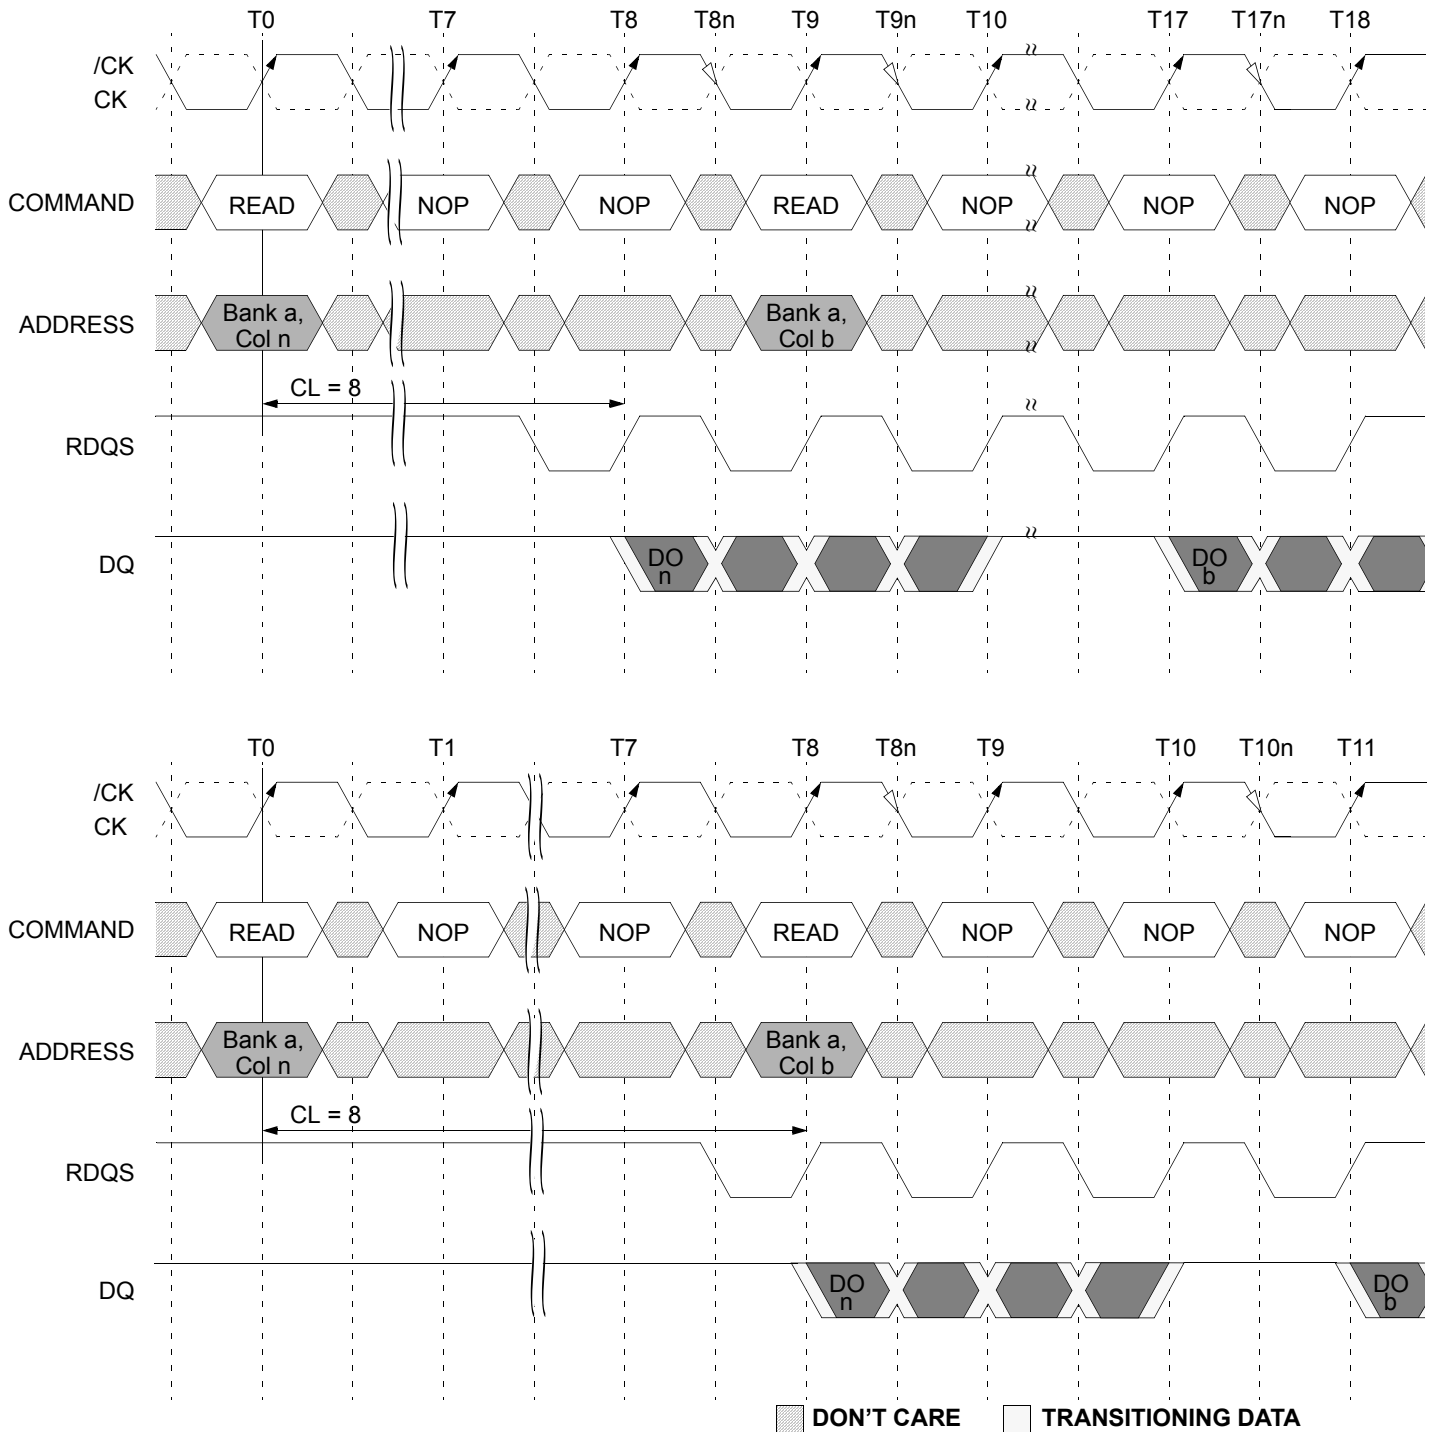 T0 T7 T8 T8n T9 T9n T10 T17 T17n T18
/CK
CK
COMMAND READ NOP NOP READ NOP NOP NOP
ADDRESS Bank a, Col n Bank a, Col b
CL = 8
RDQS
DQ DO n DO b
T0 T1 T7 T8 T8n T9 T10 T10n T11
/CK
CK
COMMAND READ NOP NOP READ NOP NOP NOP
ADDRESS Bank a, Col n Bank a, Col b
CL = 8
RDQS
DQ DO n DO b
DON'T CARE TRANSITIONING DATA